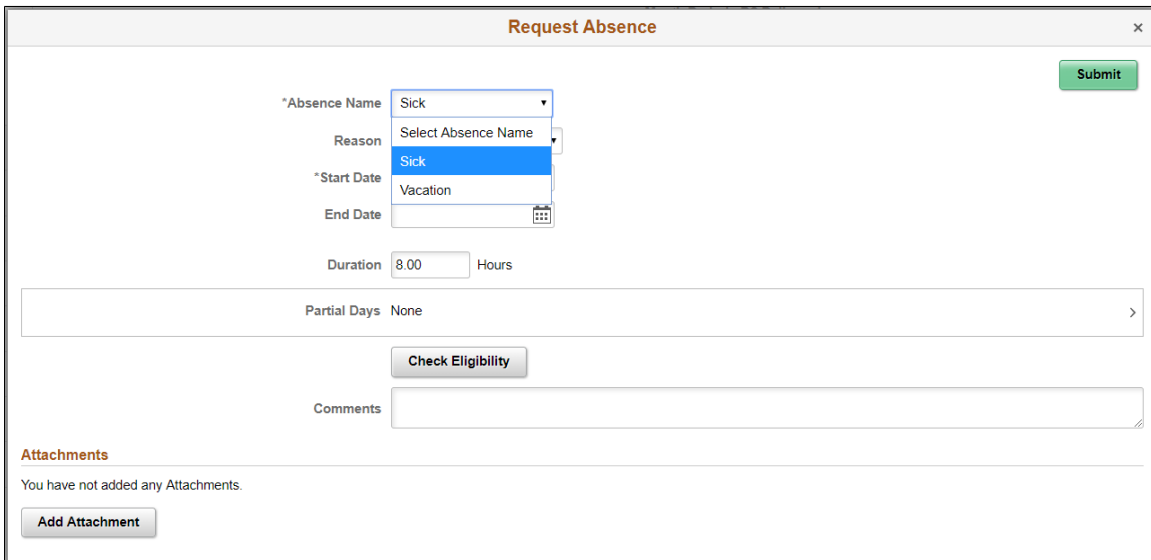 Request Absence ×
Submit
*Absence Name Sick
Select Absence Name
Reason
Sick
*Start Date
Vacation
End Date
Duration 8.00 Hours
Partial Days None
Check Eligibility
Comments
Attachments
You have not added any Attachments.
Add Attachment